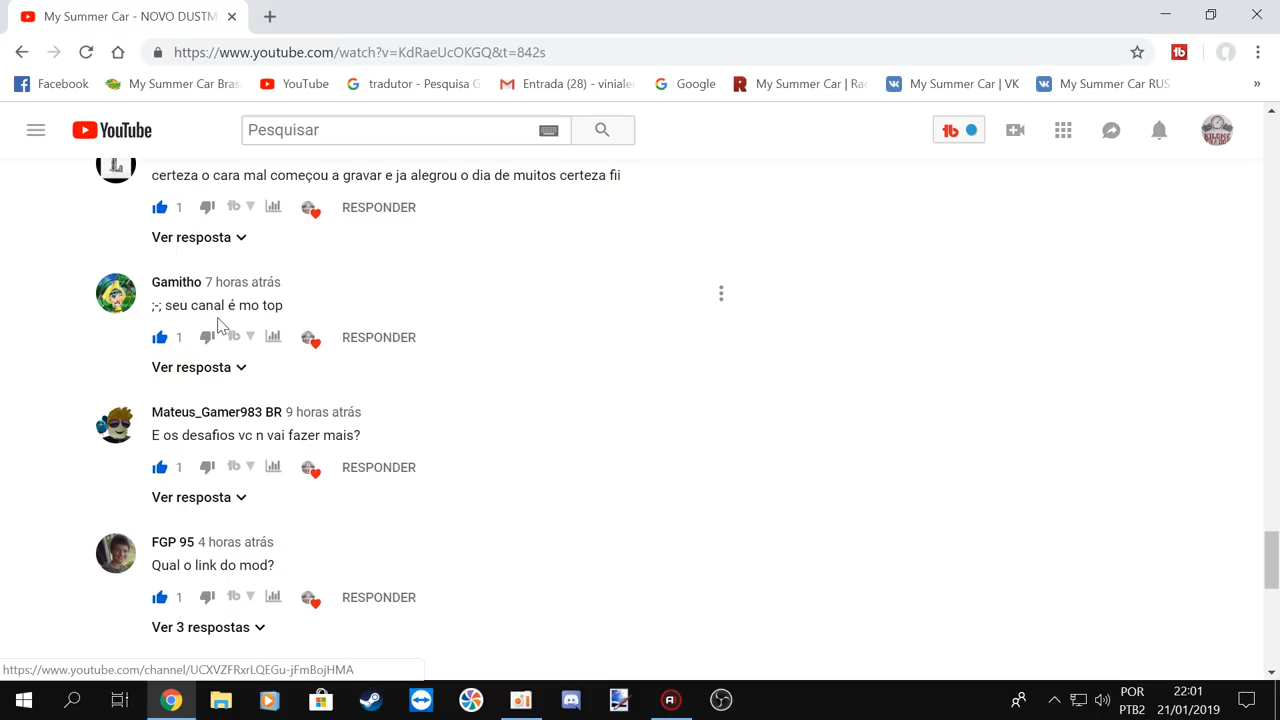 My Summer Car - NOVO DUSTM
https://www.youtube.com/watch?v=KdRaeUcOKGQ&t=842s
Facebook My Summer Car Bras YouTube tradutor - Pesquisa G Entrada (28) - viniale Google My Summer Car | Ra My Summer Car | VK My Summer Car RUS »
YouTube Pesquisar
certeza o cara mal começou a gravar e ja alegrou o dia de muitos certeza fii
1 RESPONDER
Ver resposta
Gamitho 7 horas atrás
;-; seu canal é mo top
1 RESPONDER
Ver resposta
Mateus_Gamer983 BR 9 horas atrás
E os desafios vc n vai fazer mais?
1 RESPONDER
Ver resposta
FGP 95 4 horas atrás
Qual o link do mod?
1 RESPONDER
Ver 3 respostas
https://www.youtube.com/channel/UCXVZFRxrLQEGu-jFmBojHMA
POR 22:01
PTB2 21/01/2019